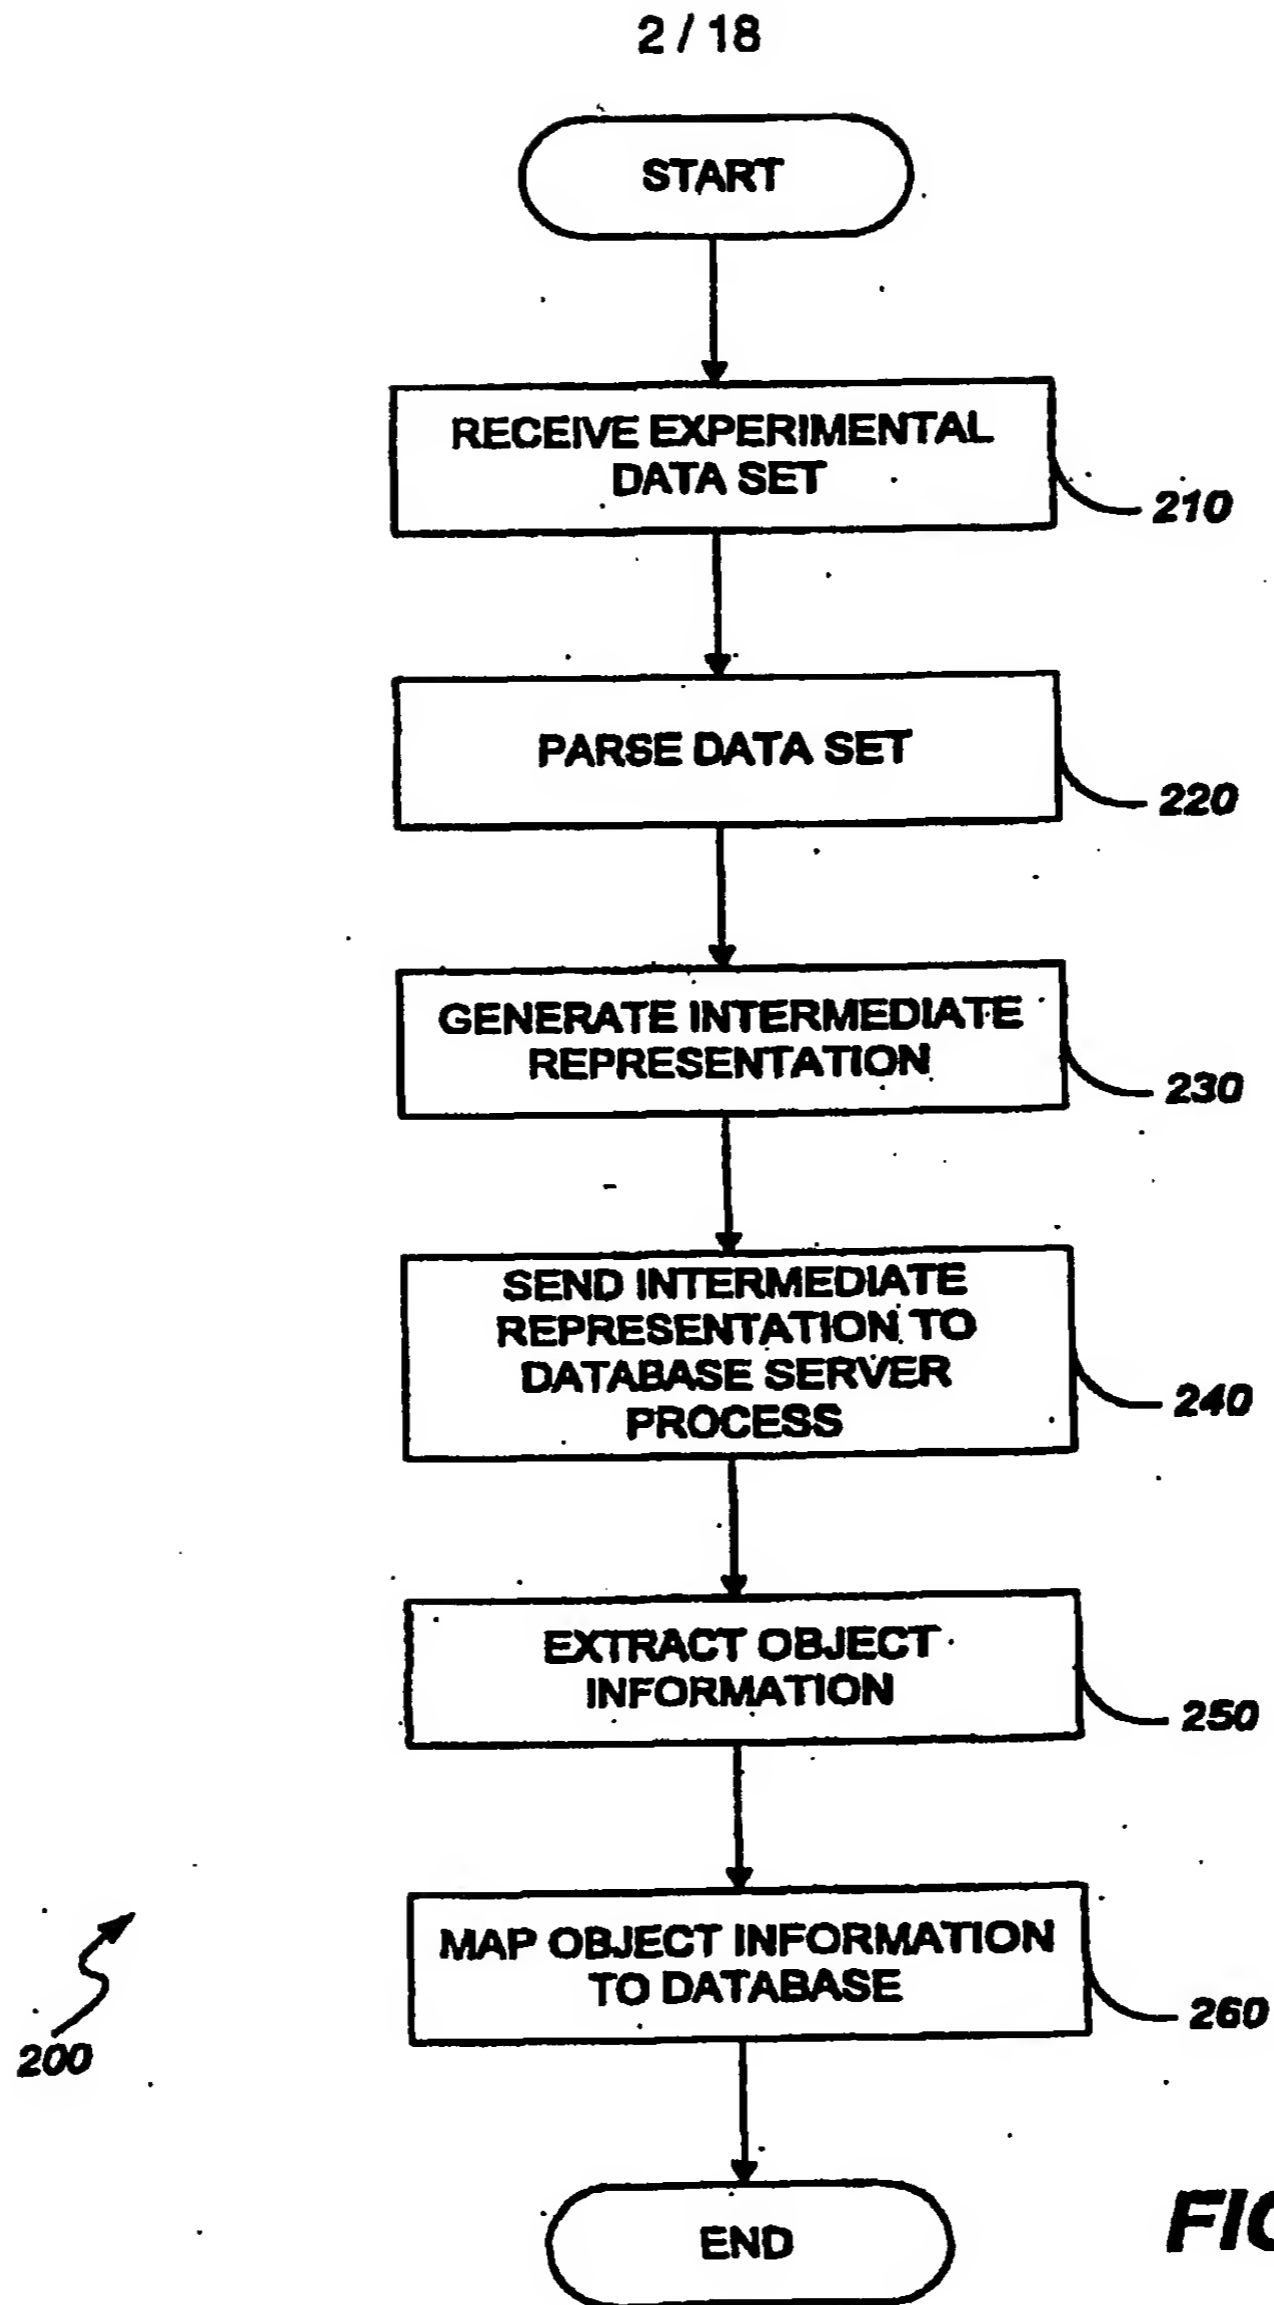 2 / 18
START
RECEIVE EXPERIMENTAL
DATA SET
210
PARSE DATA SET
220
GENERATE INTERMEDIATE
REPRESENTATION
230
SEND INTERMEDIATE
REPRESENTATION TO
DATABASE SERVER
PROCESS
240
EXTRACT OBJECT
INFORMATION
250
MAP OBJECT INFORMATION
TO DATABASE
260
200
END